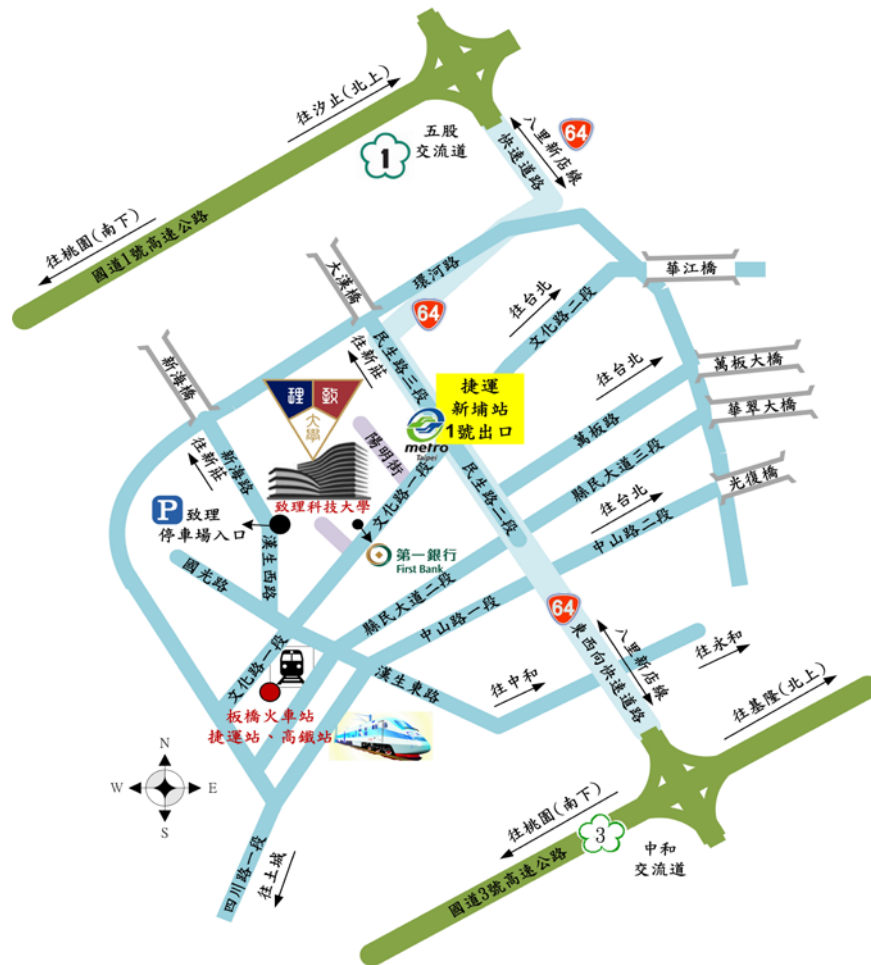 64
往汐止(北上)
八里新店線
快速道路
五股
交流道
1
往桃園(南下)
國道1號高速公路
大漢橋
環河路
華江橋
64
往台北
文化路二段
新海橋
民生路三段
往新莊
捷運
新埔站
1號出口
metro
Taipei
往台北
萬板大橋
理
致
大學
陽明街
萬板路
華翠大橋
往新莊
新海路
縣民大道三段
光復橋
致理科技大學
文化路一段
民生路二段
往台北
中山路二段
P
致理
停車場入口
第一銀行
First Bank
漢生西路
國光路
縣民大道二段
中山路一段
64
八里新店線
東西向快速道路
往永和
文化路一段
漢生東路
往中和
板橋火車站
捷運站、高鐵站
往基隆(北上)
N
W
E
S
往桃園(南下)
3
中和
交流道
國道3號高速公路
四川路一段
往土城